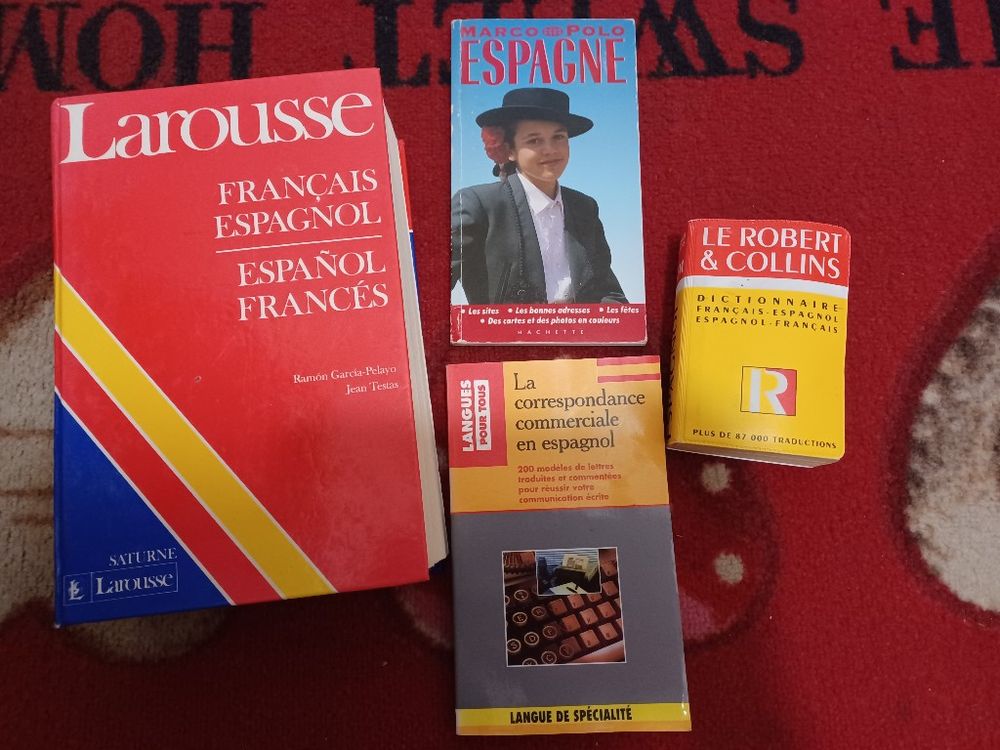 HOME SWEET HOME
Larousse
FRANÇAIS
ESPAGNOL
ESPAÑOL
FRANCÉS
Ramón García-Pelayo
Jean Testas
SATURNE
Larousse
MARCO POLO
ESPAGNE
• Les sites • Les bonnes adresses • Les fêtes
• Des cartes et des photos en couleurs
HACHETTE
LANGUES
POUR TOUS
La
correspondance
commerciale
en espagnol
200 modèles de lettres
traduites et commentées
pour réussir votre
communication écrite
LANGUE DE SPÉCIALITÉ
LE ROBERT
& COLLINS
DICTIONNAIRE
FRANÇAIS-ESPAGNOL
ESPAGNOL-FRANÇAIS
R
PLUS DE 87 000 TRADUCTIONS